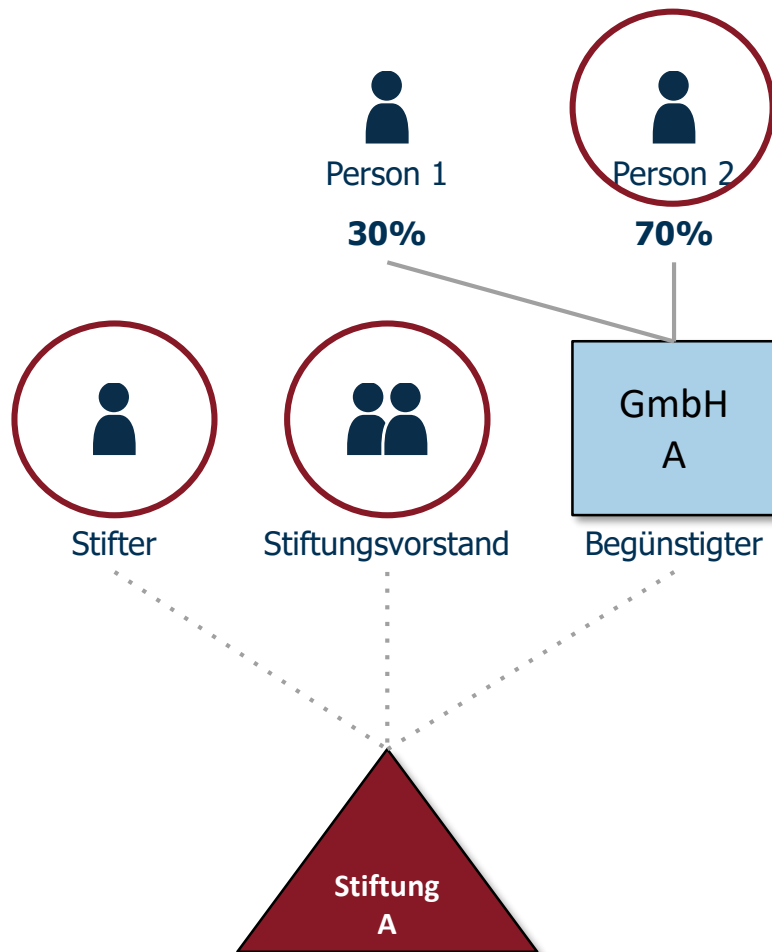 Person 1
Person 2
30%
70%
GmbH
A
Stifter
Stiftungsvorstand
Begünstigter
Stiftung
A